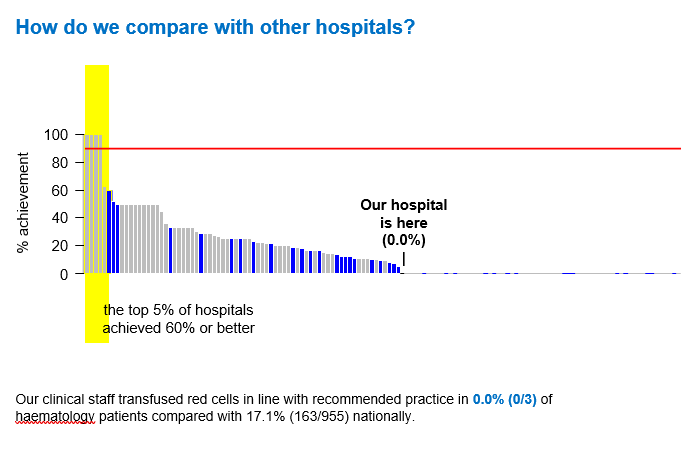 How do we compare with other hospitals?
100
80
60
40
20
0
% achievement
Our hospital
is here
(0.0%)
the top 5% of hospitals
achieved 60% or better
Our clinical staff transfused red cells in line with recommended practice in 0.0% (0/3) of
haematology patients compared with 17.1% (163/955) nationally.